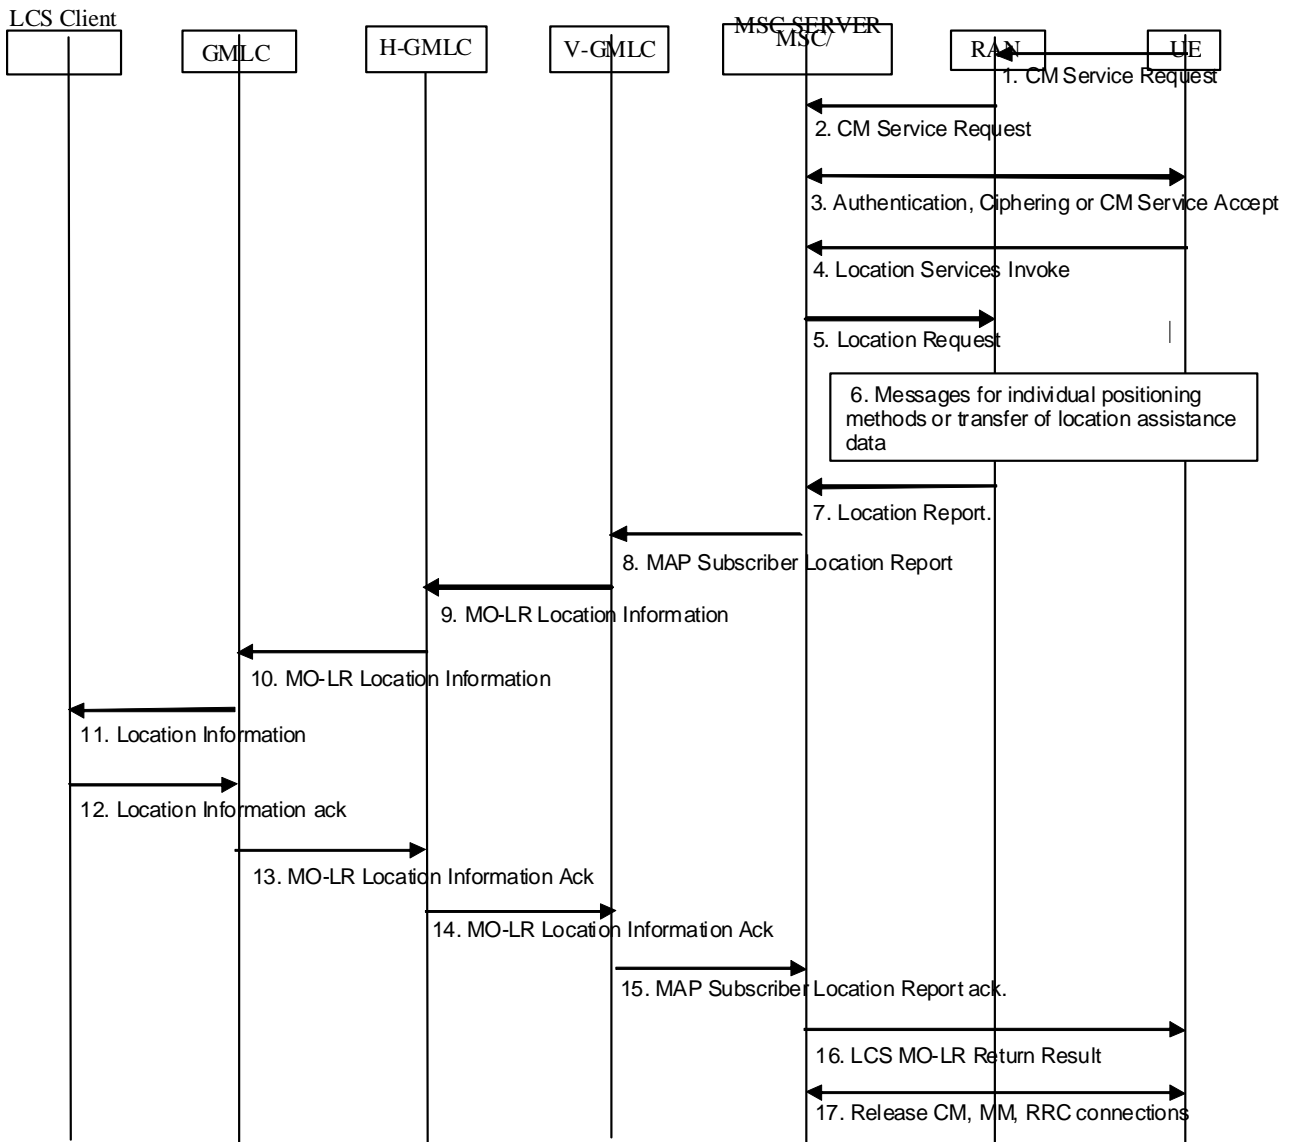 LCS Client
GMLC
H-GMLC
V-GMLC
MSC SERVER
MSC/
RAN
UE
1. CM Service Request
2. CM Service Request
3. Authentication, Ciphering or CM Service Accept
4. Location Services Invoke
5. Location Request
6. Messages for individual positioning
methods or transfer of location assistance
data
7. Location Report.
8. MAP Subscriber Location Report
9. MO-LR Location Information
10. MO-LR Location Information
11. Location Information
12. Location Information ack
13. MO-LR Location Information Ack
14. MO-LR Location Information Ack
15. MAP Subscriber Location Report ack.
16. LCS MO-LR Return Result
17. Release CM, MM, RRC connections